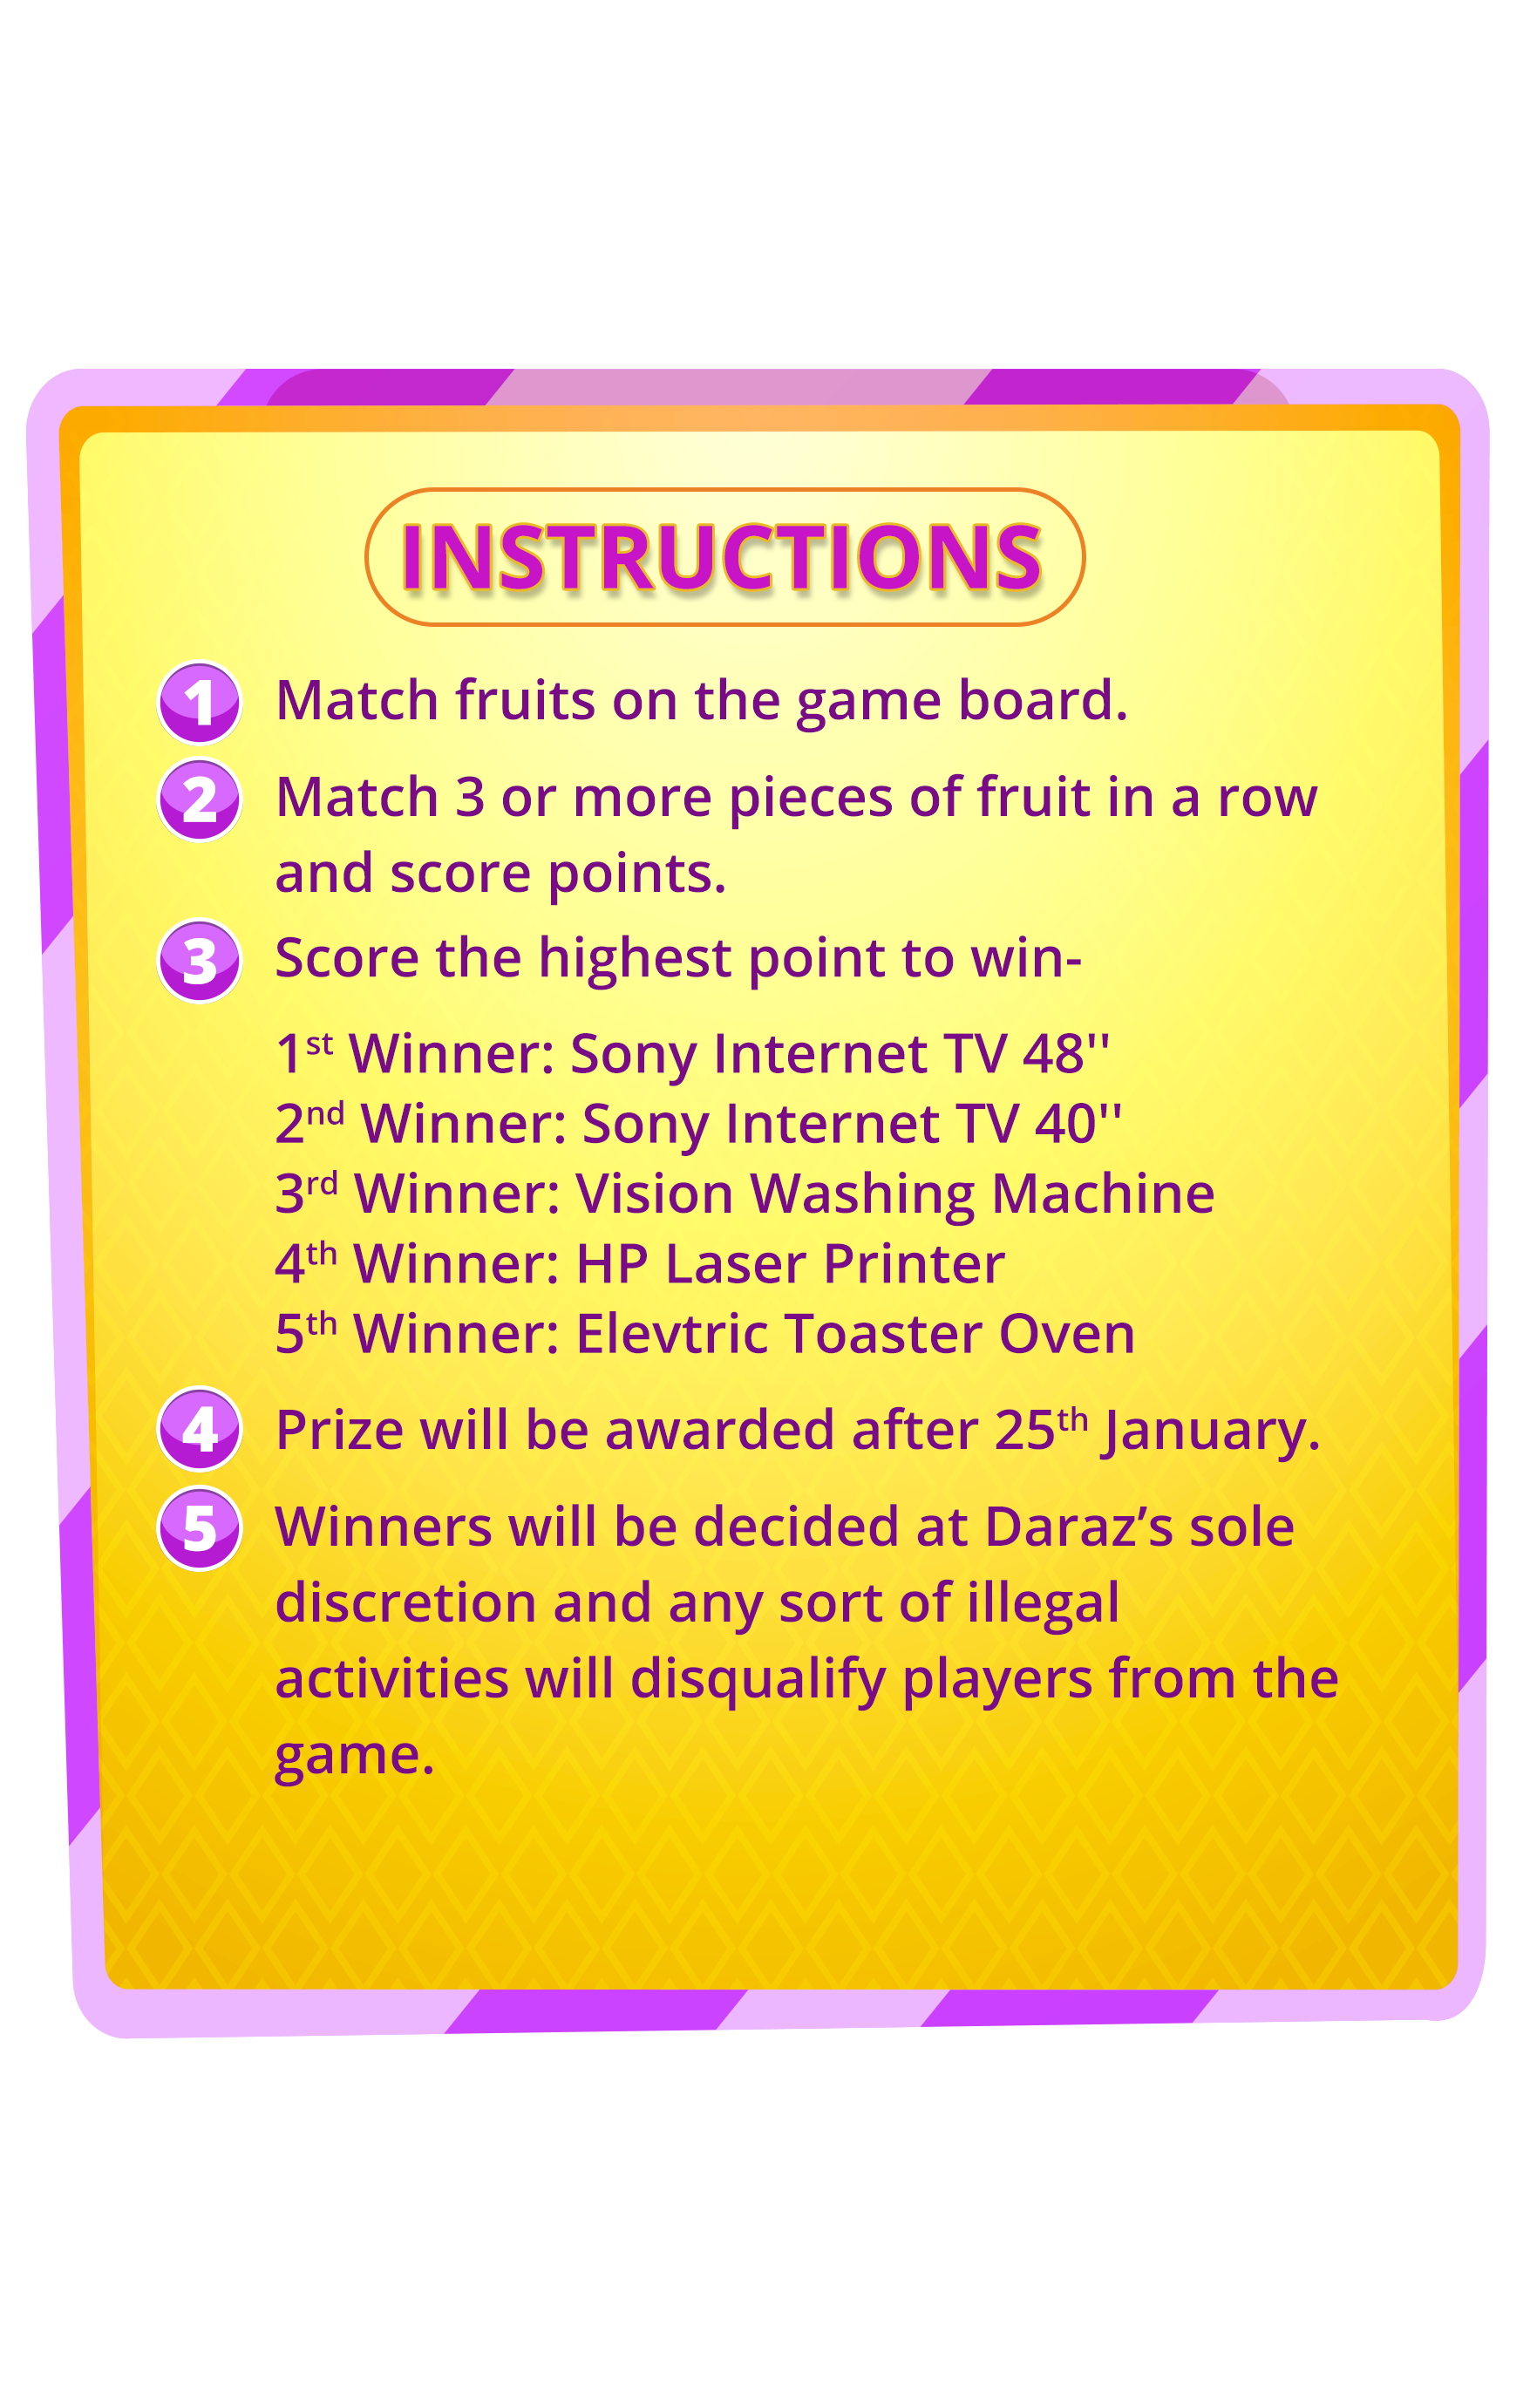 INSTRUCTIONS
1 Match fruits on the game board.
2 Match 3 or more pieces of fruit in a row
and score points.
3 Score the highest point to win-
1st Winner: Sony Internet TV 48''
2nd Winner: Sony Internet TV 40''
3rd Winner: Vision Washing Machine
4th Winner: HP Laser Printer
5th Winner: Elevtric Toaster Oven
4 Prize will be awarded after 25th January.
5 Winners will be decided at Daraz’s sole
discretion and any sort of illegal
activities will disqualify players from the
game.